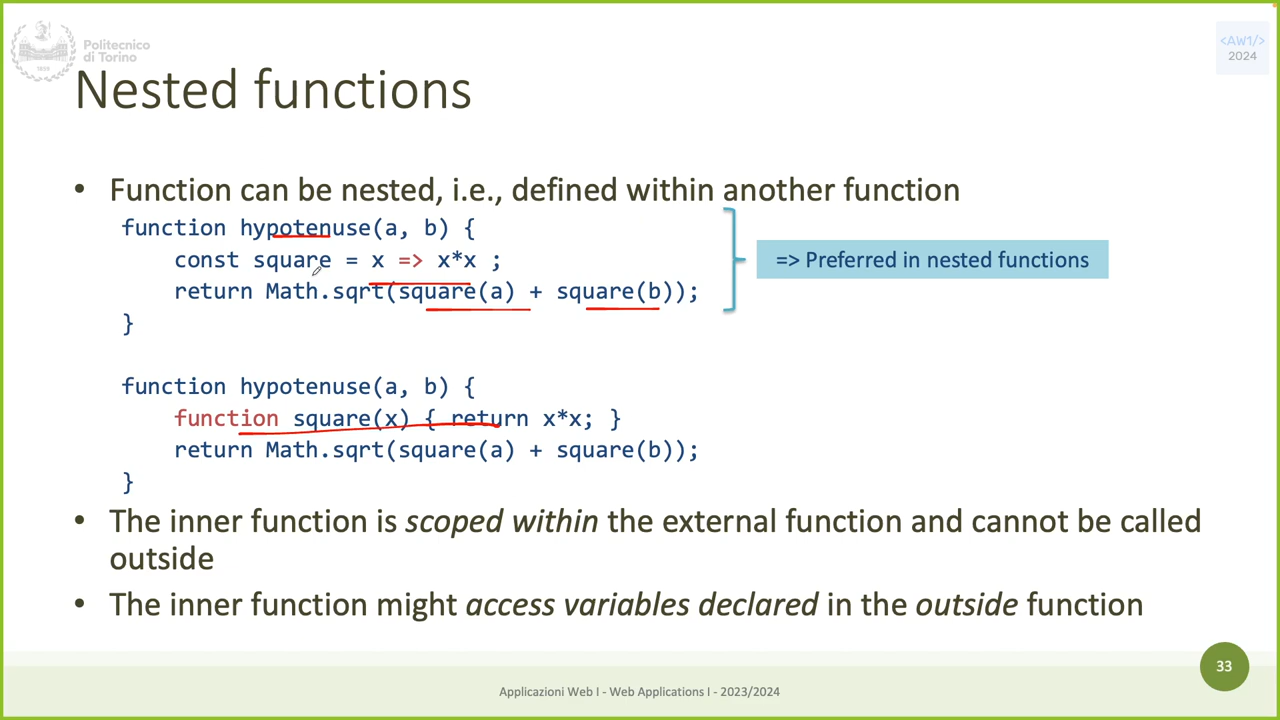 Politecnico
di Torino
1859
<AW1/>
2024
Nested functions
• Function can be nested, i.e., defined within another function
function hypotenuse(a, b) {
const square = x => x*x ;
return Math.sqrt(square(a) + square(b));
}
=> Preferred in nested functions
function hypotenuse(a, b) {
function square(x) { return x*x; }
return Math.sqrt(square(a) + square(b));
}
• The inner function is scoped within the external function and cannot be called
outside
• The inner function might access variables declared in the outside function
33
Applicazioni Web I - Web Applications I - 2023/2024